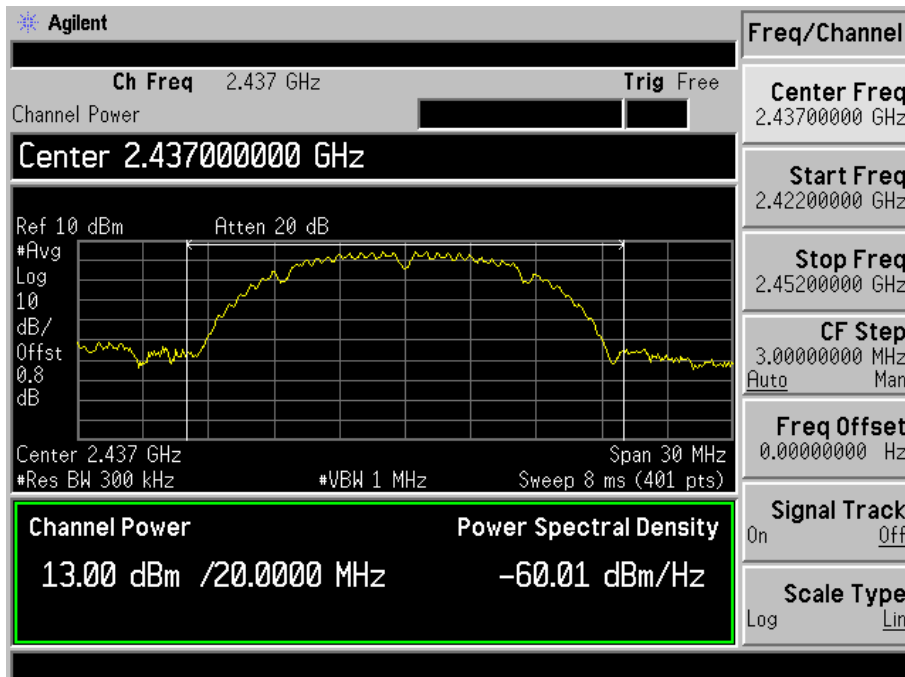 Agilent
Freq/Channel
Ch Freq 2.437 GHz Trig Free
Channel Power
Center 2.437000000 GHz
Ref 10 dBm Atten 20 dB
#Avg
Log
10
dB/
Offst
0.8
dB
Center 2.437 GHz Span 30 MHz
#Res BW 300 kHz #VBW 1 MHz Sweep 8 ms (401 pts)
Channel Power Power Spectral Density
13.00 dBm /20.0000 MHz -60.01 dBm/Hz
Center Freq
2.43700000 GHz
Start Freq
2.42200000 GHz
Stop Freq
2.45200000 GHz
CF Step
3.00000000 MHz
Auto Man
Freq Offset
0.00000000 Hz
Signal Track
On Off
Scale Type
Log Lin